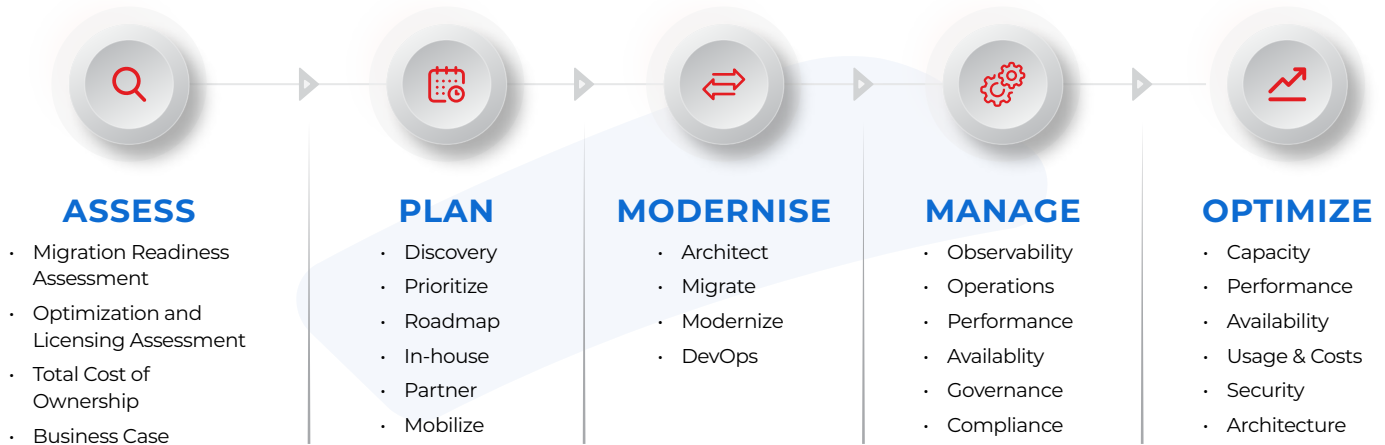 ASSESS
• Migration Readiness
Assessment
• Optimization and
Licensing Assessment
• Total Cost of
Ownership
• Business Case
PLAN
• Discovery
• Prioritize
• Roadmap
• In-house
• Partner
• Mobilize
MODERNISE
• Architect
• Migrate
• Modernize
• DevOps
MANAGE
• Observability
• Operations
• Performance
• Availablity
• Governance
• Compliance
OPTIMIZE
• Capacity
• Performance
• Availability
• Usage & Costs
• Security
• Architecture